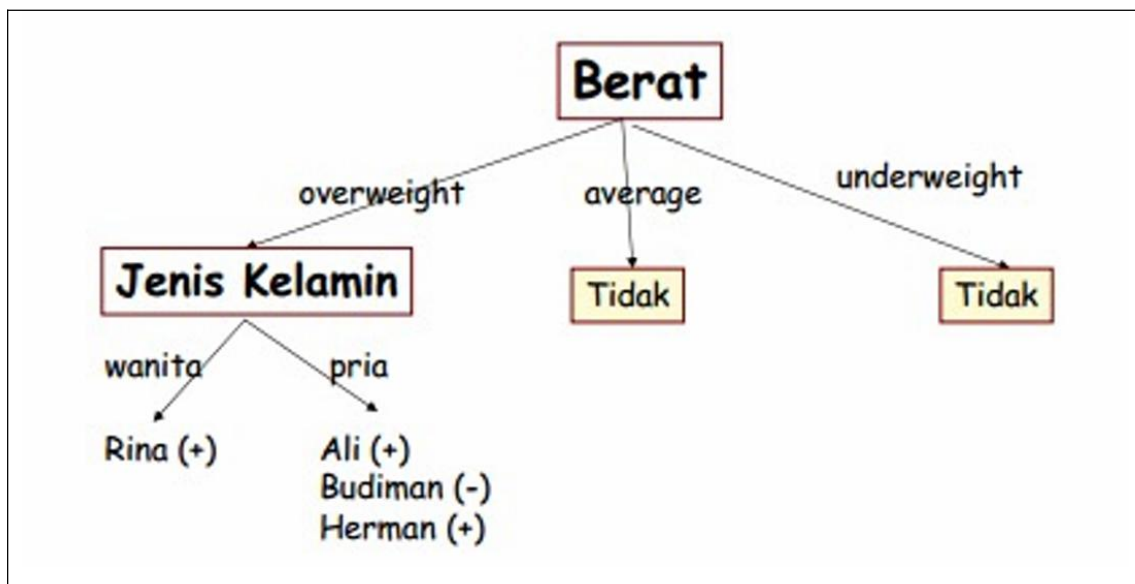 Berat
overweight
average
underweight
Jenis Kelamin
Tidak
Tidak
wanita
pria
Rina (+)
Ali (+)
Budiman (-)
Herman (+)